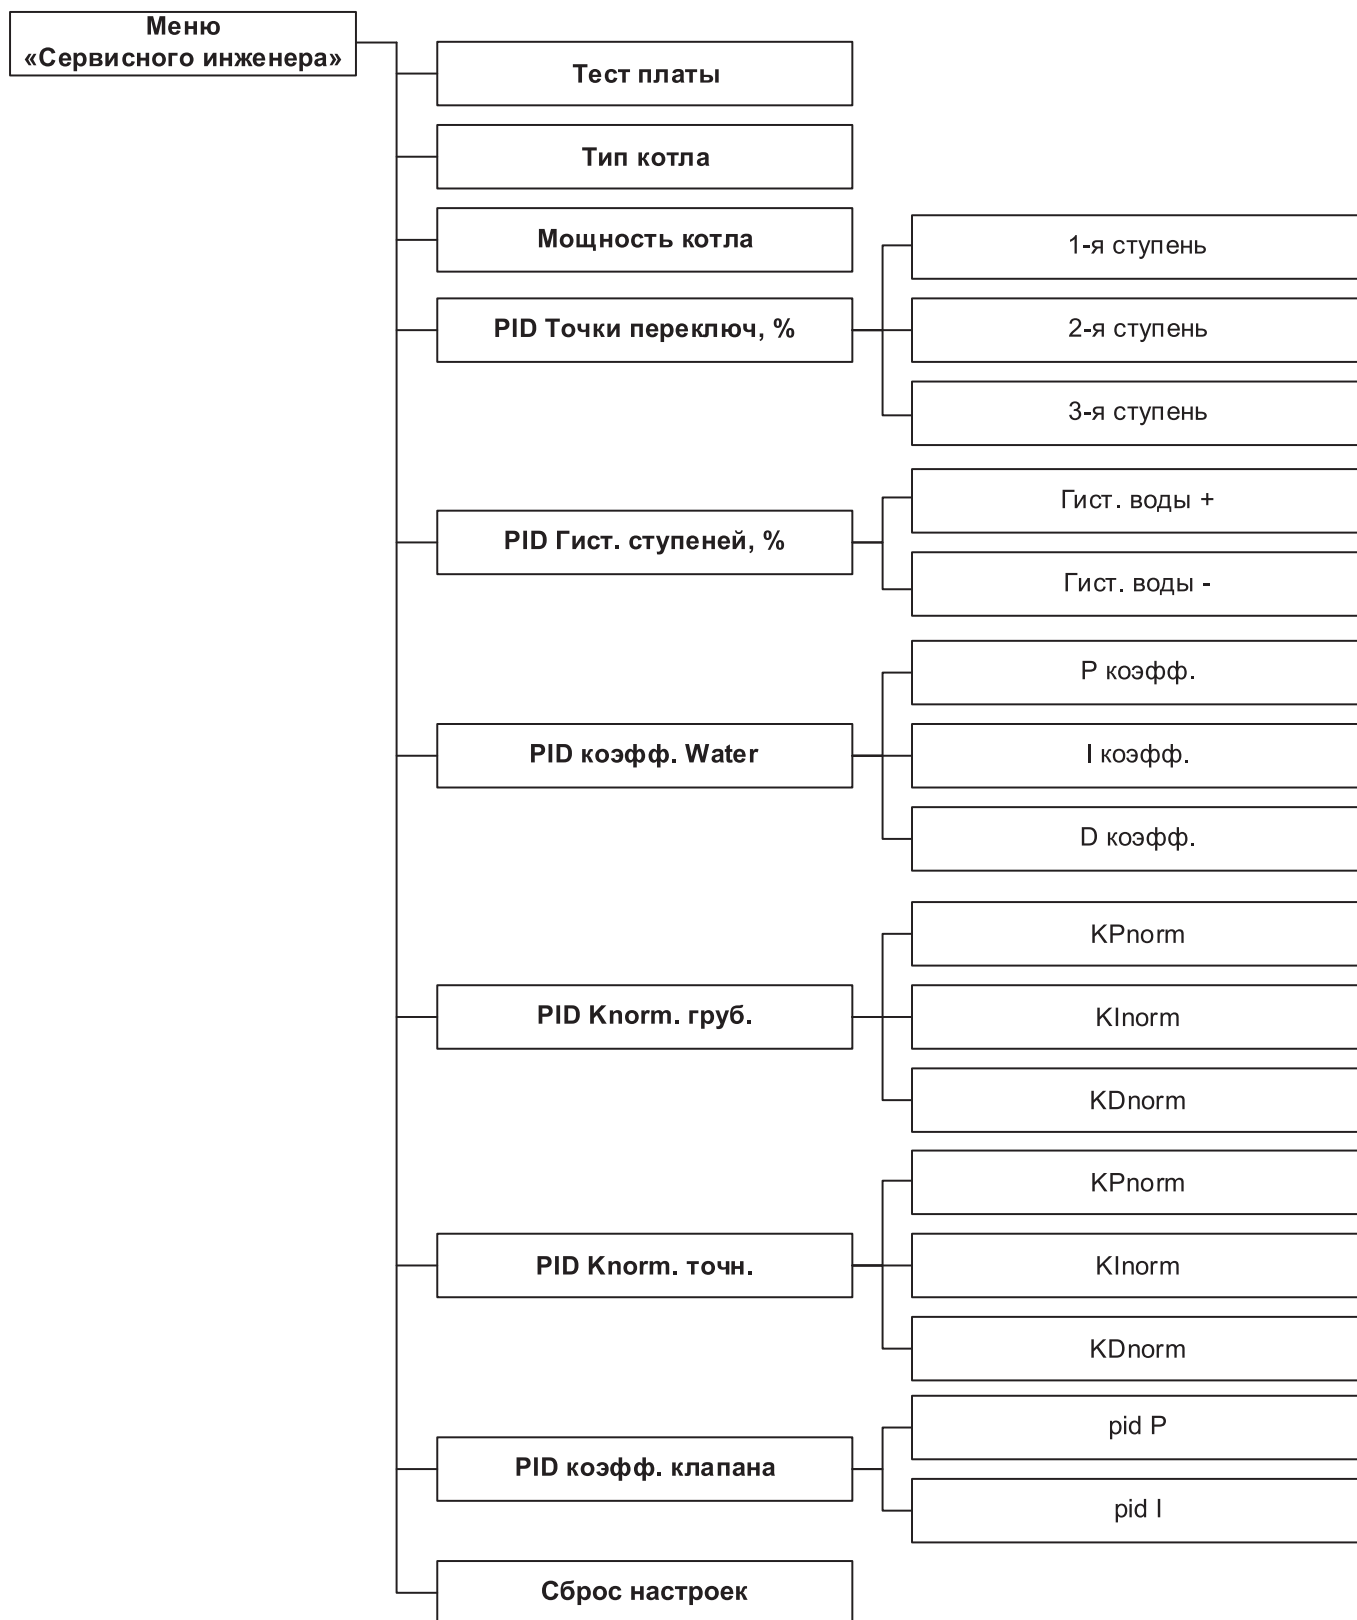 Меню
«Сервисного инженера»
Тест платы
Тип котла
Мощность котла
PID Точки переключ, %
1-я ступень
2-я ступень
3-я ступень
PID Гист. ступеней, %
Гист. воды +
Гист. воды -
PID коэфф. Water
P коэфф.
I коэфф.
D коэфф.
PID Knorm. груб.
KPnorm
KInorm
KDnorm
PID Knorm. точн.
KPnorm
KInorm
KDnorm
PID коэфф. клапана
pid P
pid I
Сброс настроек